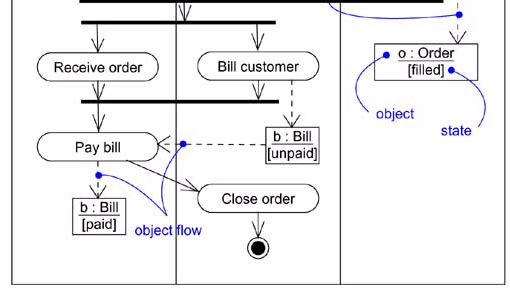 o : Order
[filled]
Receive order
Bill customer
object
state
b : Bill
[unpaid]
Pay bill
Close order
b : Bill
[paid]
object flow